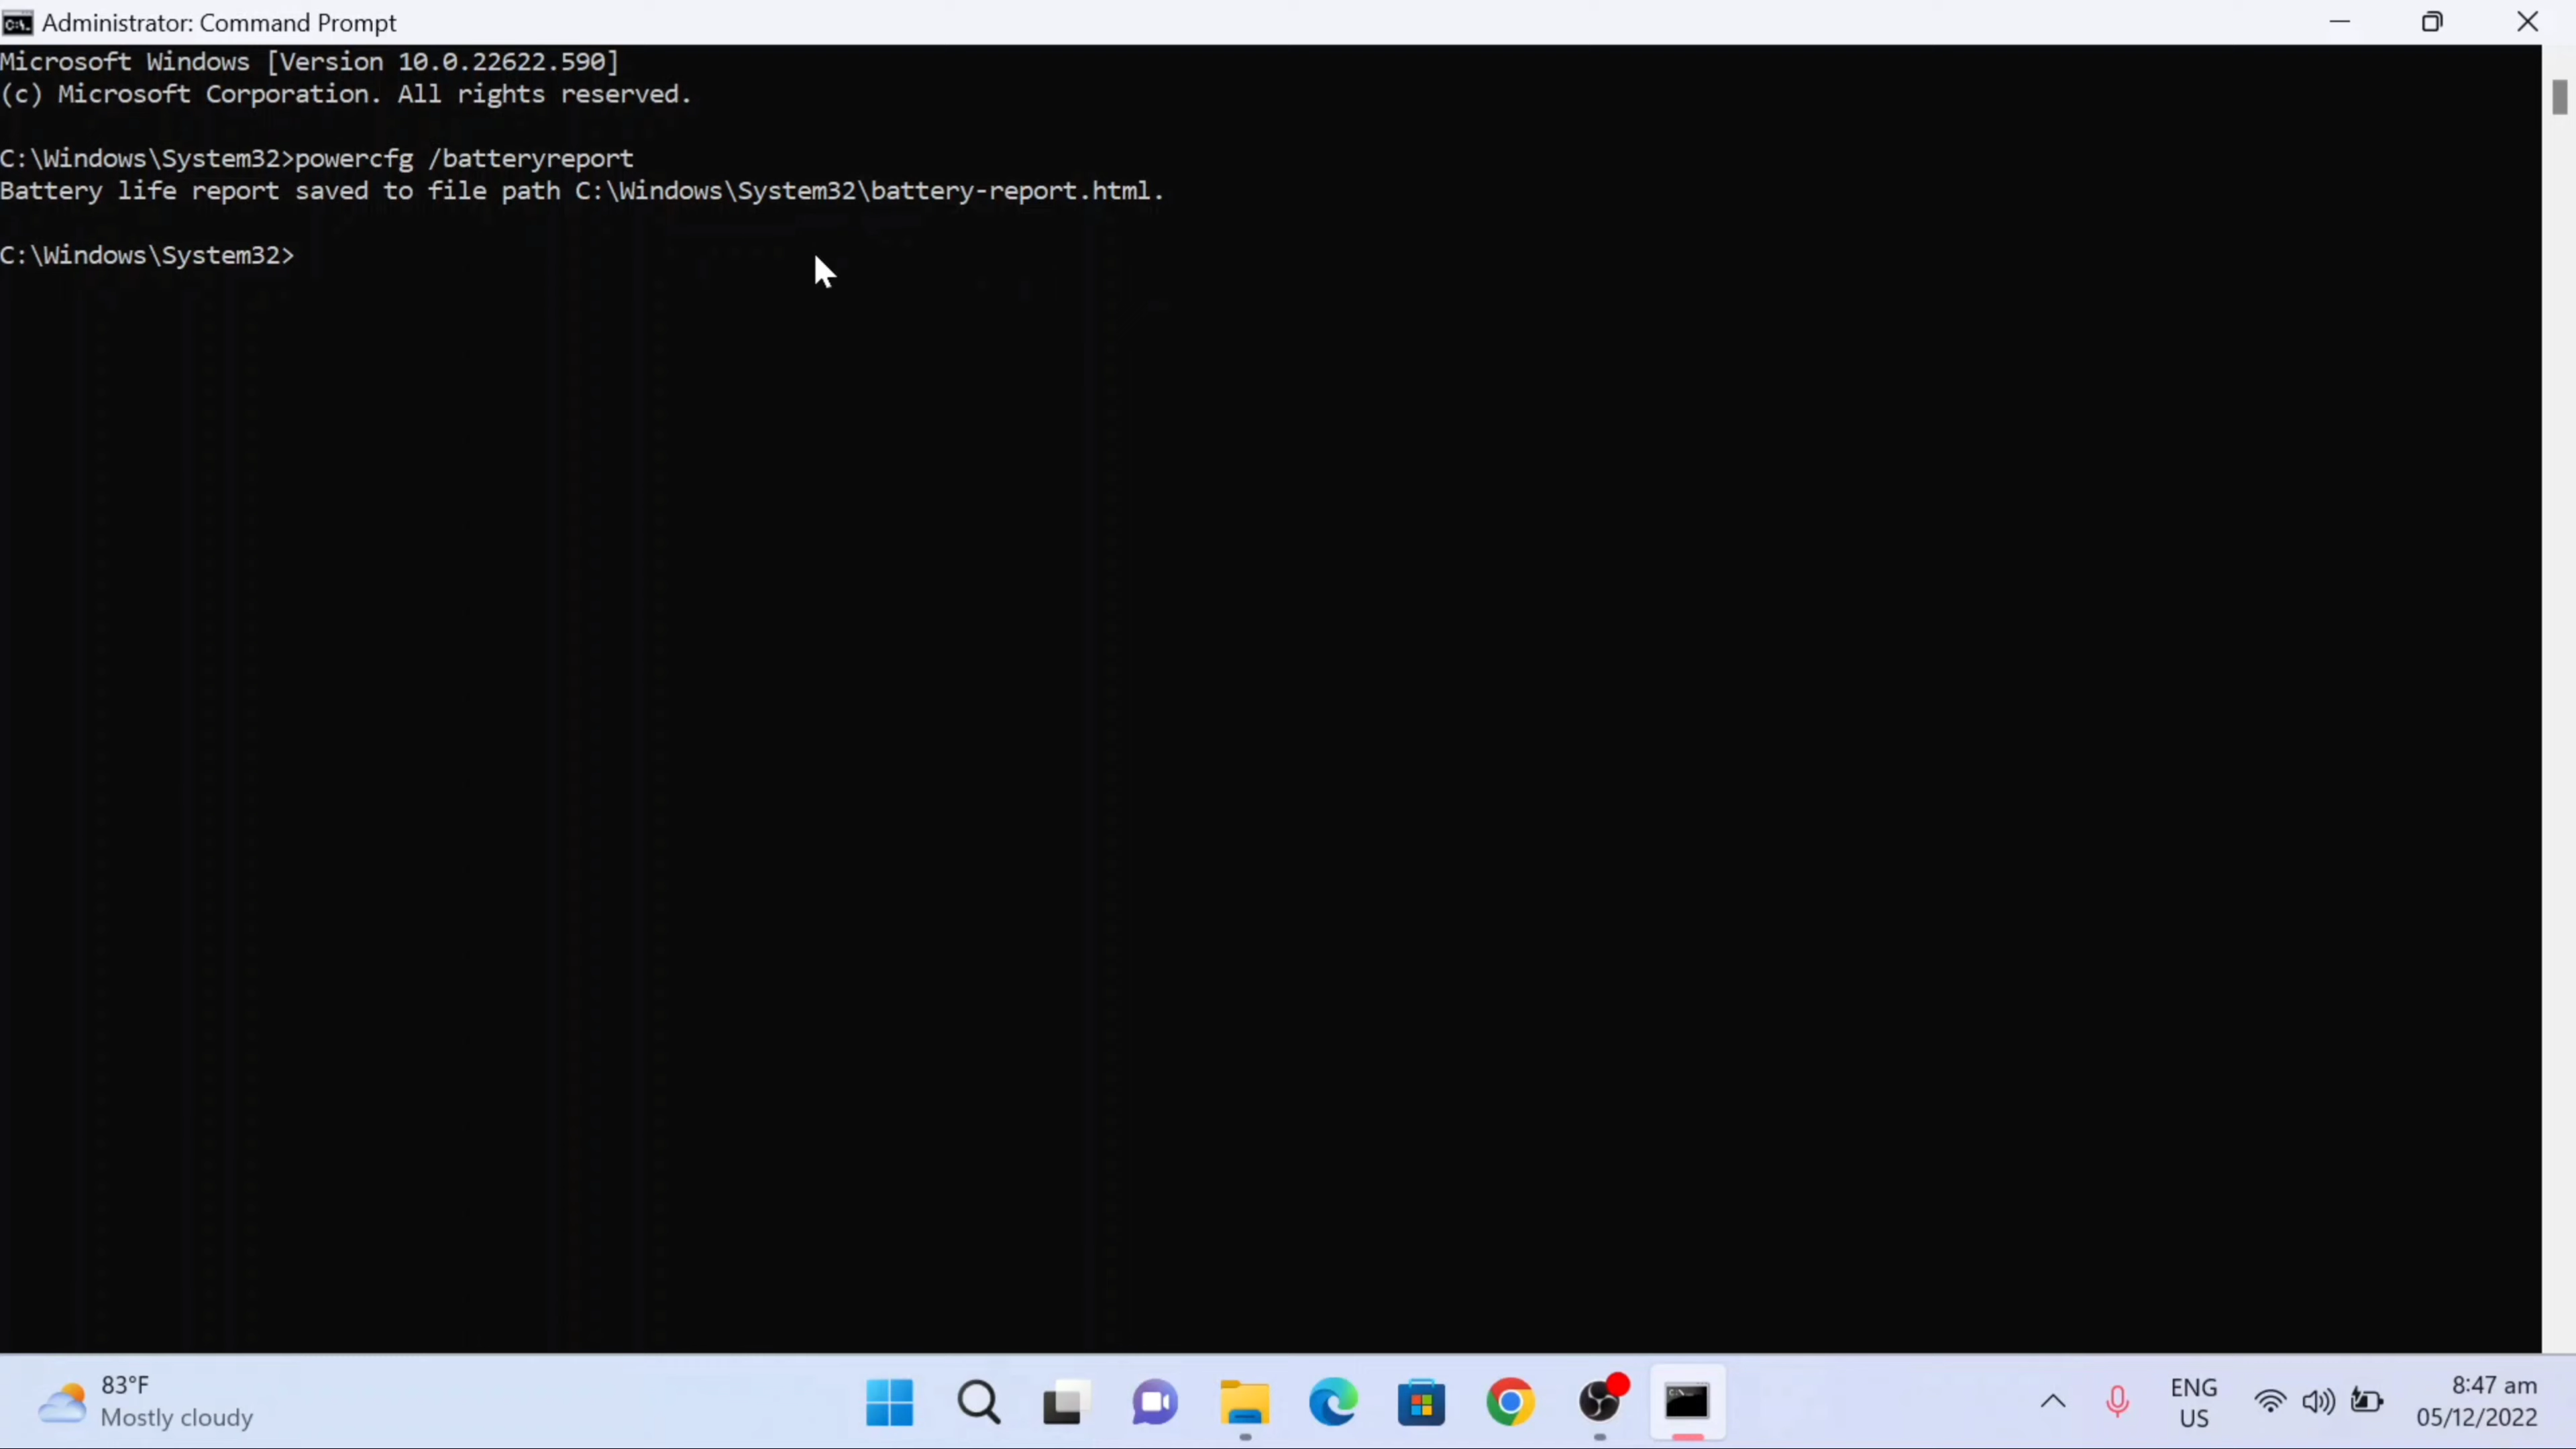 Administrator: Command Prompt
Microsoft Windows [Version 10.0.22622.590]
(c) Microsoft Corporation. All rights reserved.
C:\Windows\System32>powercfg /batteryreport
Battery life report saved to file path C:\Windows\System32\battery-report.html.
C:\Windows\System32>
83°F
Mostly cloudy
ENG
US
8:47 am
05/12/2022